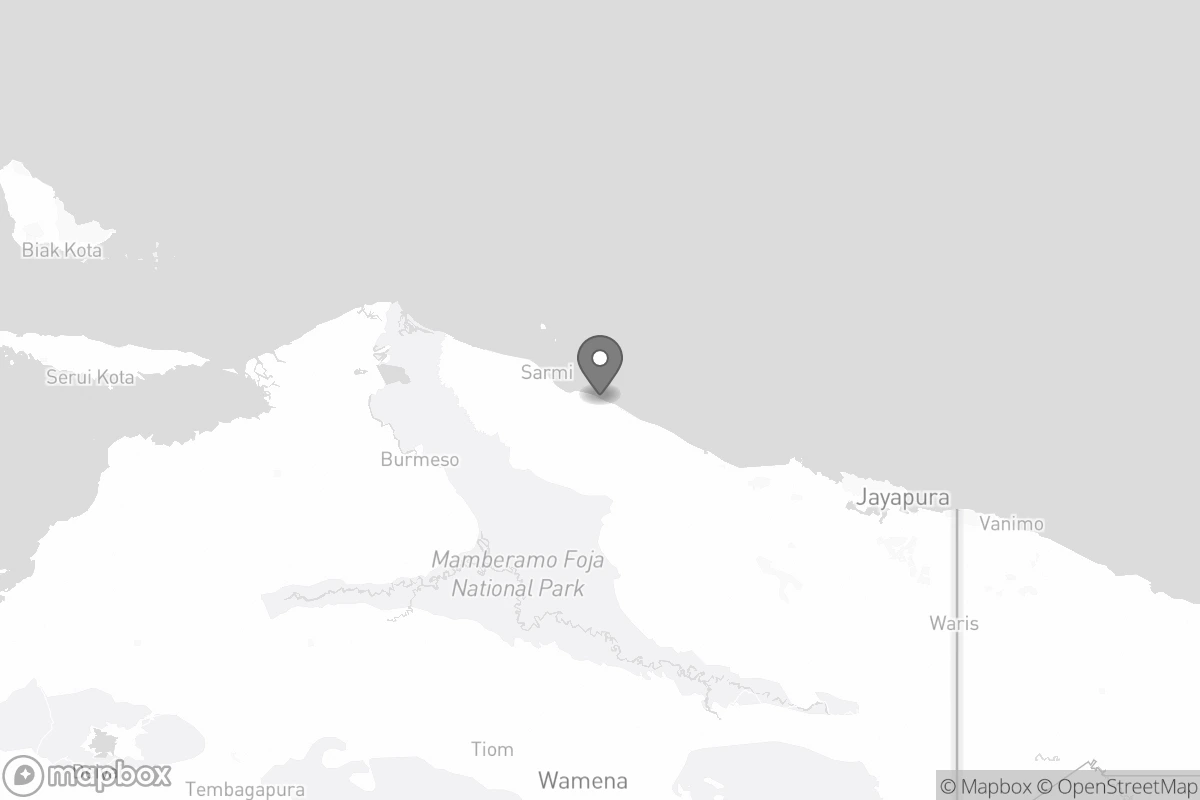 Biak Kota
Serui Kota
Sarmi
Burmeso
Jayapura
Vanimo
Mamberamo Foja
National Park
Waris
Tiom
Wamena
Tembagapura
mapbox
© Mapbox © OpenStreetMap